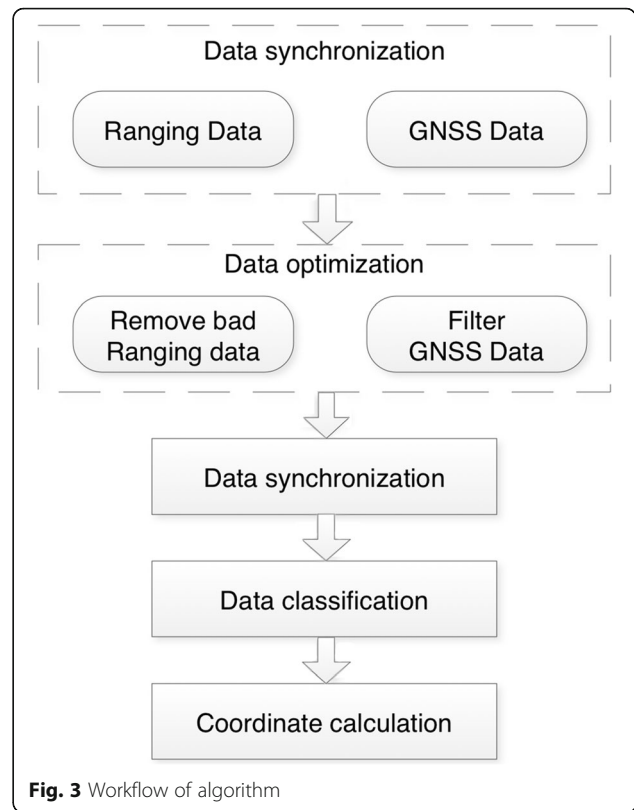 Data synchronization
Ranging Data
GNSS Data
Data optimization
Remove bad
Ranging data
Filter
GNSS Data
Data synchronization
Data classification
Coordinate calculation
Fig. 3 Workflow of algorithm